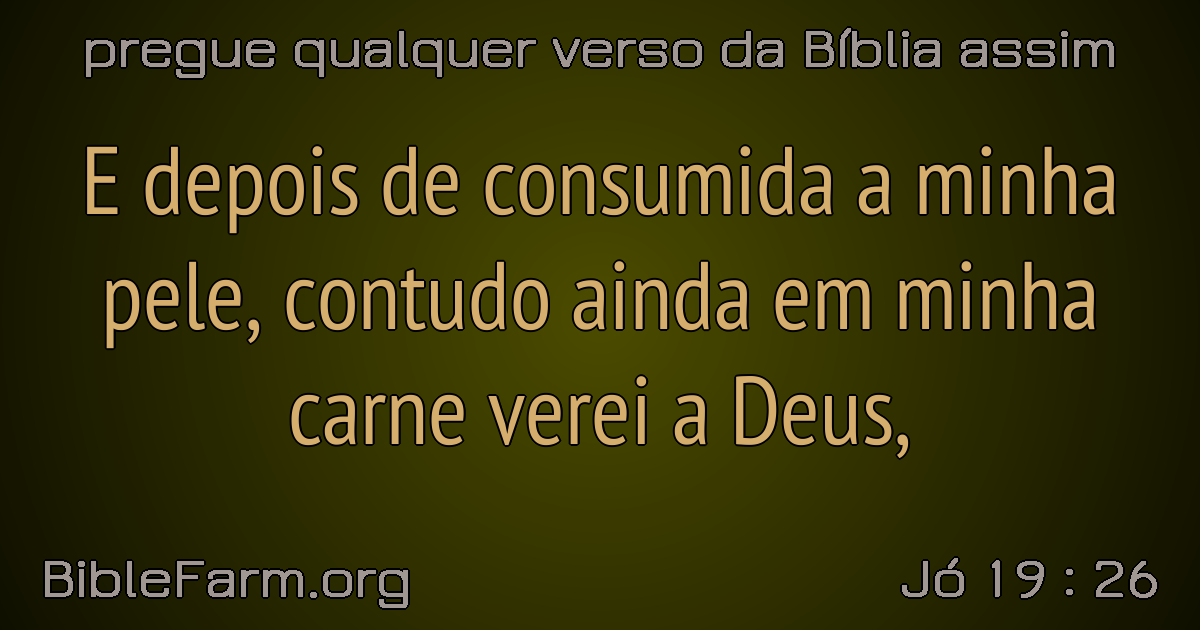 pregue qualquer verso da Bíblia assim
E depois de consumida a minha
pele, contudo ainda em minha
carne verei a Deus,
BibleFarm.org
Jó 19 : 26